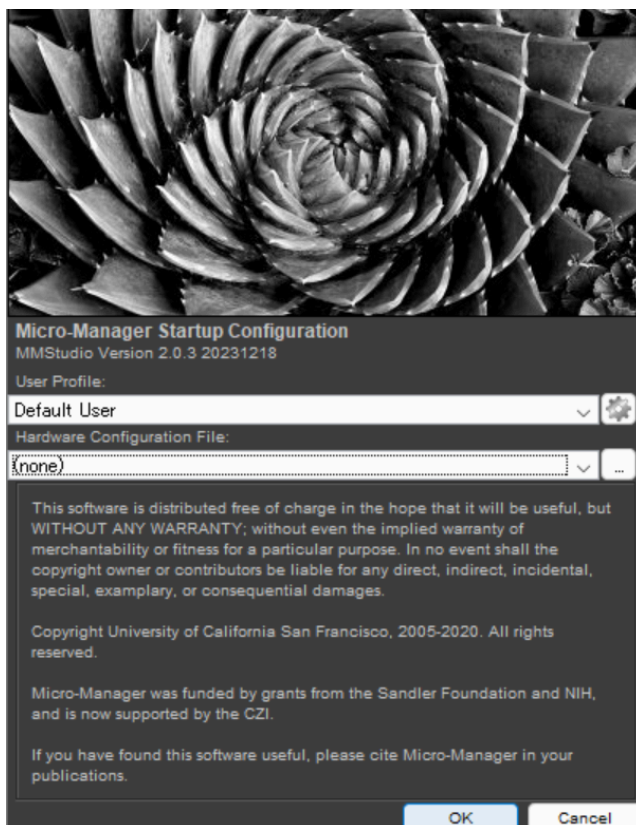 Micro-Manager Startup Configuration
MMStudio Version 2.0.3 20231218
User Profile:
Default User
Hardware Configuration File:
(none)
...
This software is distributed free of charge in the hope that it will be useful, but
WITHOUT ANY WARRANTY; without even the implied warranty of
merchantability or fitness for a particular purpose. In no event shall the
copyright owner or contributors be liable for any direct, indirect, incidental,
special, examplary, or consequential damages.
Copyright University of California San Francisco, 2005-2020. All rights
reserved.
Micro-Manager was funded by grants from the Sandler Foundation and NIH,
and is now supported by the CZI.
If you have found this software useful, please cite Micro-Manager in your
publications.
OK
Cancel